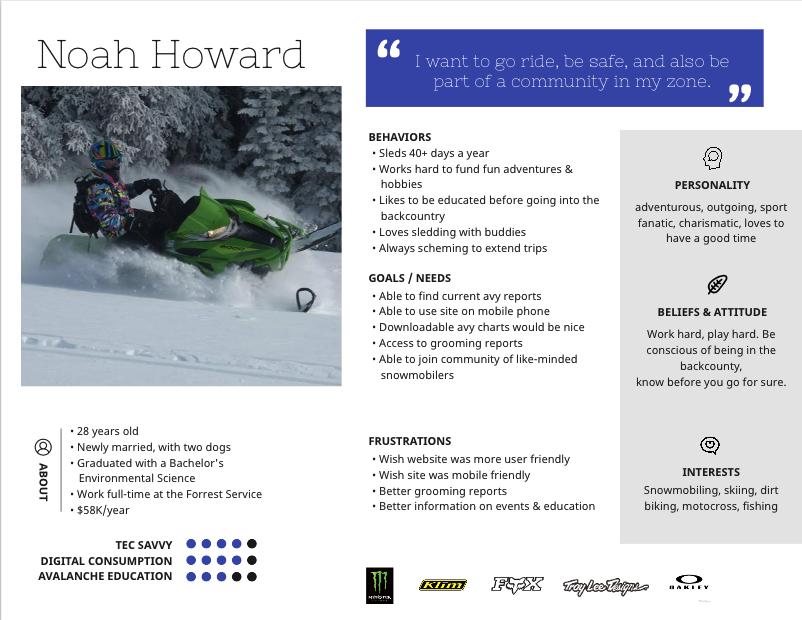 Noah Howard
“ I want to go ride, be safe, and also be
part of a community in my zone. ”
BEHAVIORS
• Sleds 40+ days a year
• Works hard to fund fun adventures &
hobbies
• Likes to be educated before going into the
backcountry
• Loves sledding with buddies
• Always scheming to extend trips
GOALS / NEEDS
• Able to find current avy reports
• Able to use site on mobile phone
• Downloadable avy charts would be nice
• Access to grooming reports
• Able to join community of like-minded
snowmobilers
FRUSTRATIONS
• Wish website was more user friendly
• Wish site was mobile friendly
• Better grooming reports
• Better information on events & education
PERSONALITY
adventurous, outgoing, sport
fanatic, charismatic, loves to
have a good time
BELIEFS & ATTITUDE
Work hard, play hard. Be
conscious of being in the
backcounty,
know before you go for sure.
INTERESTS
Snowmobiling, skiing, dirt
biking, motocross, fishing
ABOUT
• 28 years old
• Newly married, with two dogs
• Graduated with a Bachelor's
Environmental Science
• Work full-time at the Forrest Service
• $58K/year
TEC SAVVY
DIGITAL CONSUMPTION
AVALANCHE EDUCATION
MONSTER
KLIM
FOX
Troy Lee Designs
OAKLEY